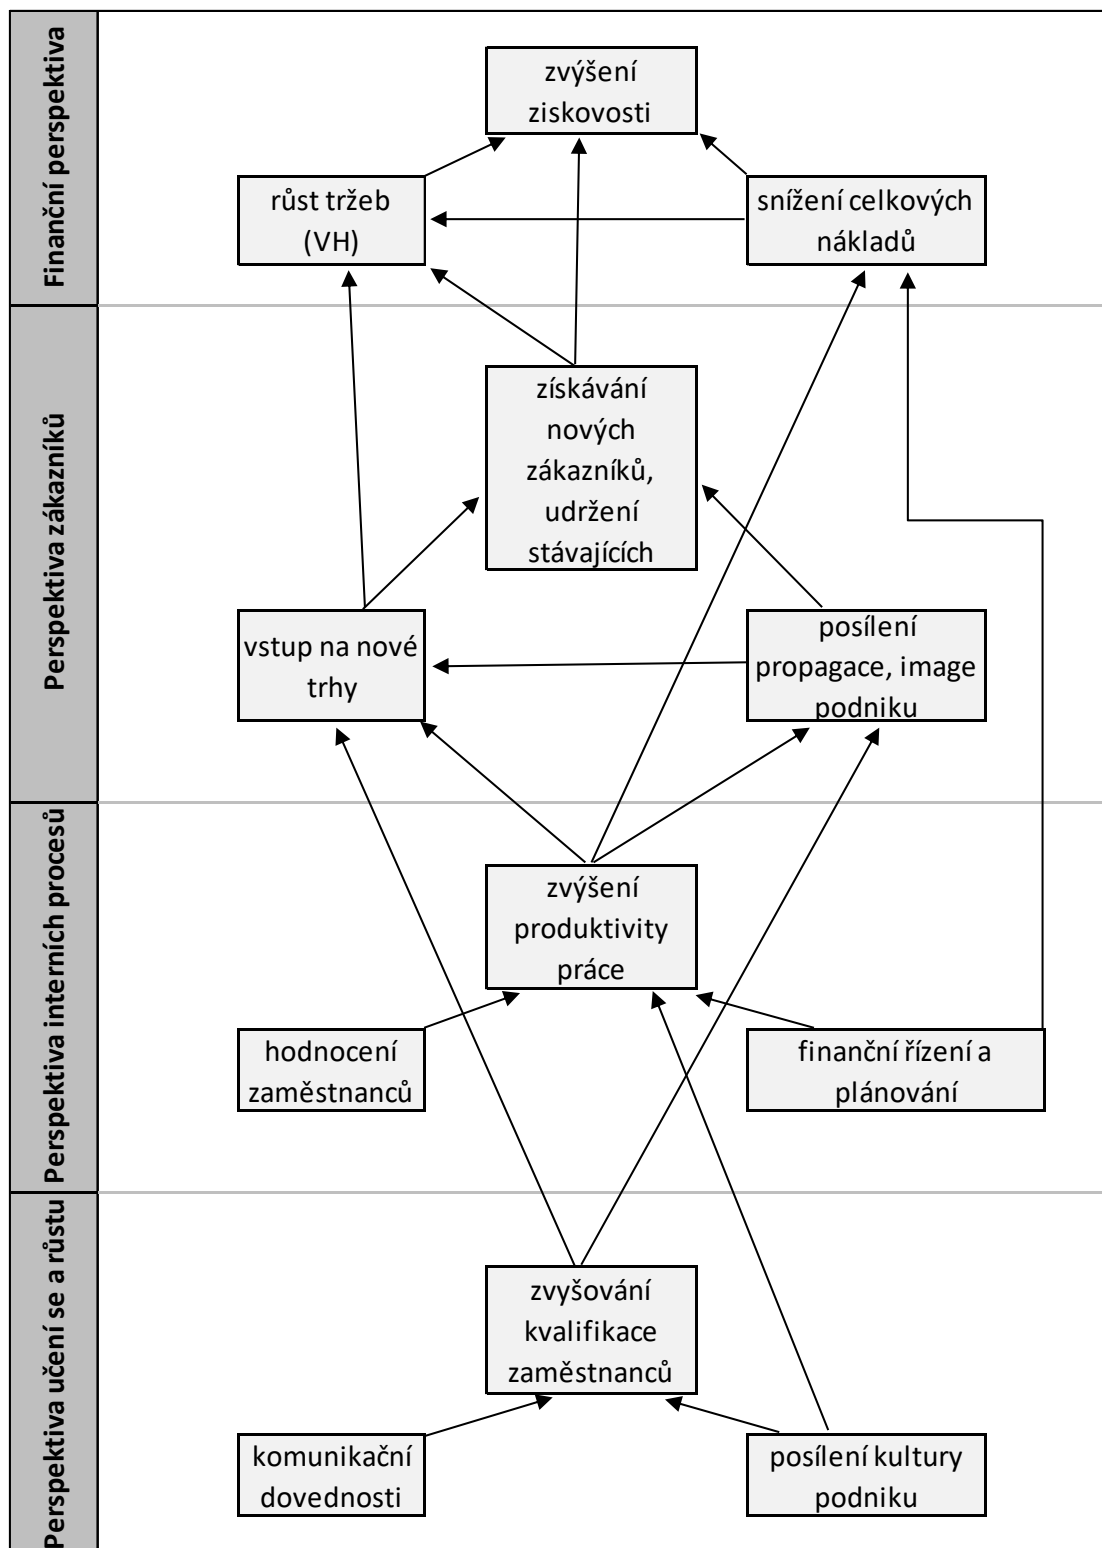 Finanční perspektiva
zvýšení
ziskovosti
růst tržeb
(VH)
snížení celkových
nákladů
Perspektiva zákazníků
získávání
nových
zákazníků,
udržení
stávajících
vstup na nové
trhy
posílení
propagace, image
podniku
Perspektiva interních procesů
zvýšení
produktivity
práce
hodnocení
zaměstnanců
finanční řízení a
plánování
Perspektiva učení se a růstu
zvyšování
kvalifikace
zaměstnanců
komunikační
dovednosti
posílení kultury
podniku